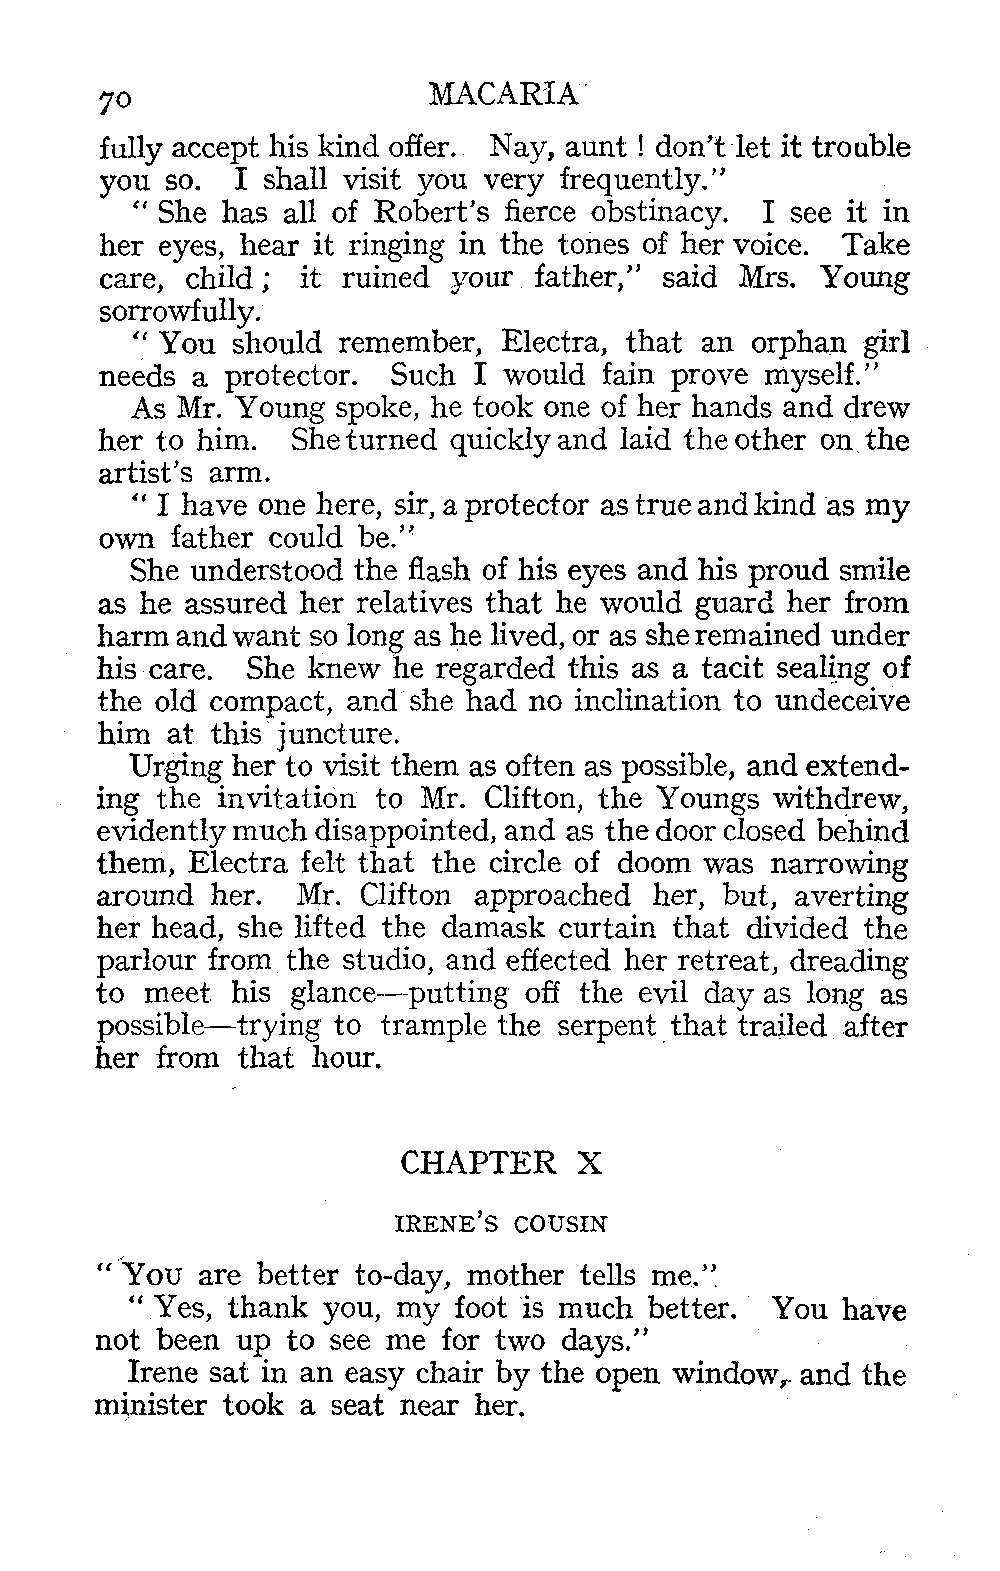 70 MACARIA
fully accept his kind offer. Nay, aunt ! don't let it trouble
you so. I shall visit you very frequently."
" She has all of Robert's fierce obstinacy. I see it in
her eyes, hear it ringing in the tones of her voice. Take
care, child ; it ruined your father," said Mrs. Young
sorrowfully.
" You should remember, Electra, that an orphan girl
needs a protector. Such I would fain prove myself."
As Mr. Young spoke, he took one of her hands and drew
her to him. She turned quickly and laid the other on the
artist's arm.
" I have one here, sir, a protector as true and kind as my
own father could be."
She understood the flash of his eyes and his proud smile
as he assured her relatives that he would guard her from
harm and want so long as he lived, or as she remained under
his care. She knew he regarded this as a tacit sealing of
the old compact, and she had no inclination to undeceive
him at this juncture.
Urging her to visit them as often as possible, and extend-
ing the invitation to Mr. Clifton, the Youngs withdrew,
evidently much disappointed, and as the door closed behind
them, Electra felt that the circle of doom was narrowing
around her. Mr. Clifton approached her, but, averting
her head, she lifted the damask curtain that divided the
parlour from the studio, and effected her retreat, dreading
to meet his glance—putting off the evil day as long as
possible—trying to trample the serpent that trailed after
her from that hour.
CHAPTER X
IRENE'S COUSIN
" YOU are better to-day, mother tells me."
" Yes, thank you, my foot is much better. You have
not been up to see me for two days."
Irene sat in an easy chair by the open window, and the
minister took a seat near her.